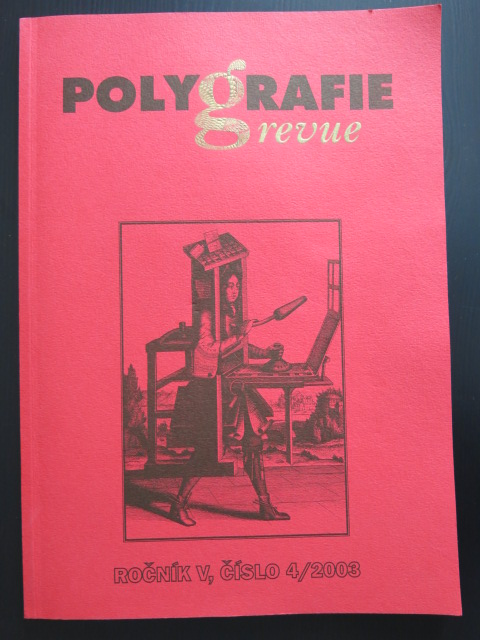 POLYgRAFIE
revue
ROČNÍK V, ČÍSLO 4/2003